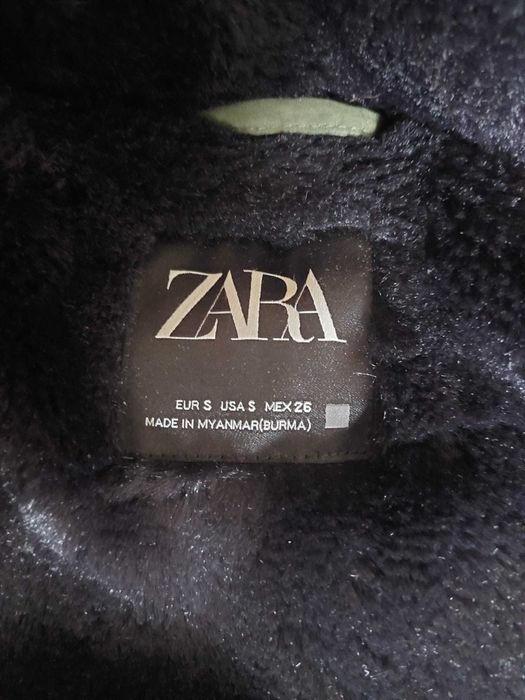 ZARA
EUR S USA S MEX 26
MADE IN MYANMAR(BURMA)